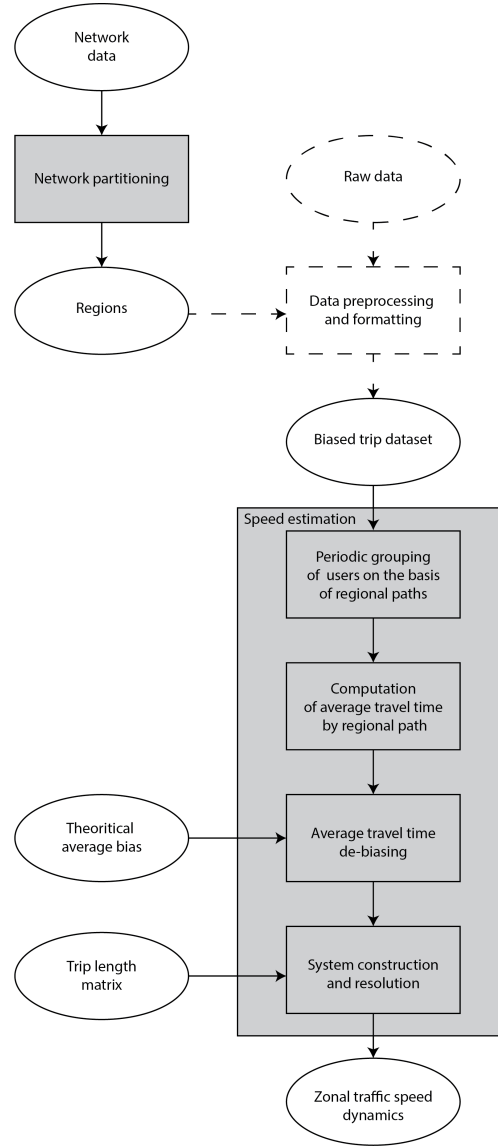 Network
data
Network partitioning
Raw data
Regions
Data preprocessing
and formatting
Biased trip dataset
Speed estimation
Periodic grouping
of users on the basis
of regional paths
Computation
of average travel time
by regional path
Theoritical
average bias
Average travel time
de-biasing
Trip length
matrix
System construction
and resolution
Zonal traffic speed
dynamics